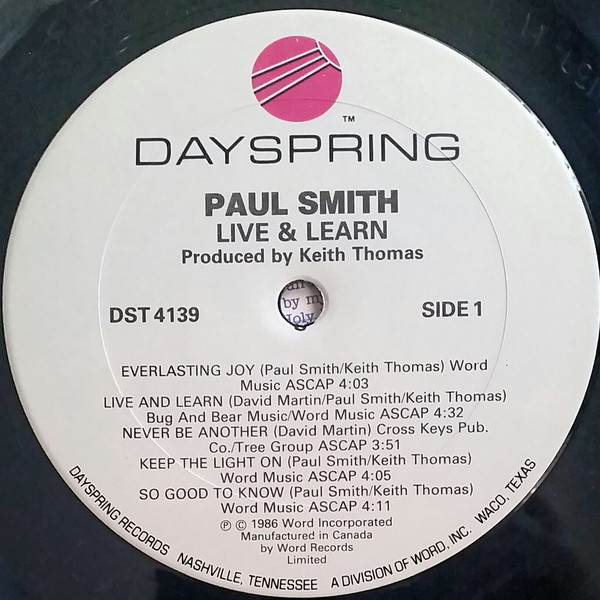 ™
DAYSPRING
PAUL SMITH
LIVE & LEARN
Produced by Keith Thomas
by my
DST 4139
SIDE 1
EVERLASTING JOY (Paul Smith/Keith Thomas) Word
Music ASCAP 4:03
LIVE AND LEARN (David Martin/Paul Smith/Keith Thomas)
Bug And Bear Music/Word Music ASCAP 4:32
NEVER BE ANOTHER (David Martin) Cross Keys Pub.
Co./Tree Group ASCAP 3:51
KEEP THE LIGHT ON (Paul Smith/Keith Thomas)
Word Music ASCAP 4:05
SO GOOD TO KNOW (Paul Smith/Keith Thomas)
Word Music ASCAP 4:11
℗ © 1986 Word Incorporated
Manufactured in Canada
by Word Records
Limited
DAYSPRING RECORDS NASHVILLE, TENNESSEE A DIVISION OF WORD, INC. WACO, TEXAS